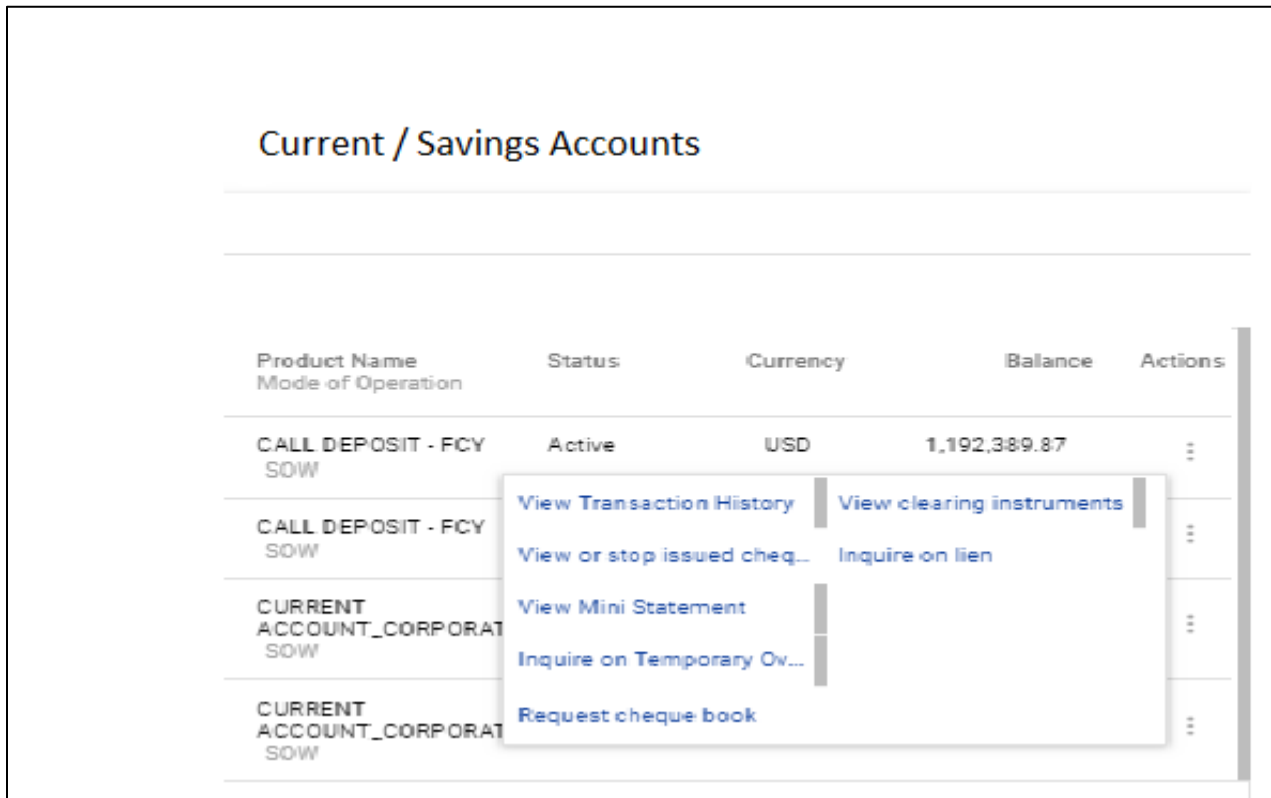 Current / Savings Accounts
Product Name Status Currency Balance Actions
Mode of Operation
CALL DEPOSIT - FCY Active USD 1,192,389.87
SOW
View Transaction History View clearing instruments
CALL DEPOSIT - FCY
SOW
View or stop issued cheq... Inquire on lien
CURRENT
ACCOUNT_CORPORAT
SOW
View Mini Statement
Inquire on Temporary Ov...
CURRENT
ACCOUNT_CORPORAT
SOW
Request cheque book